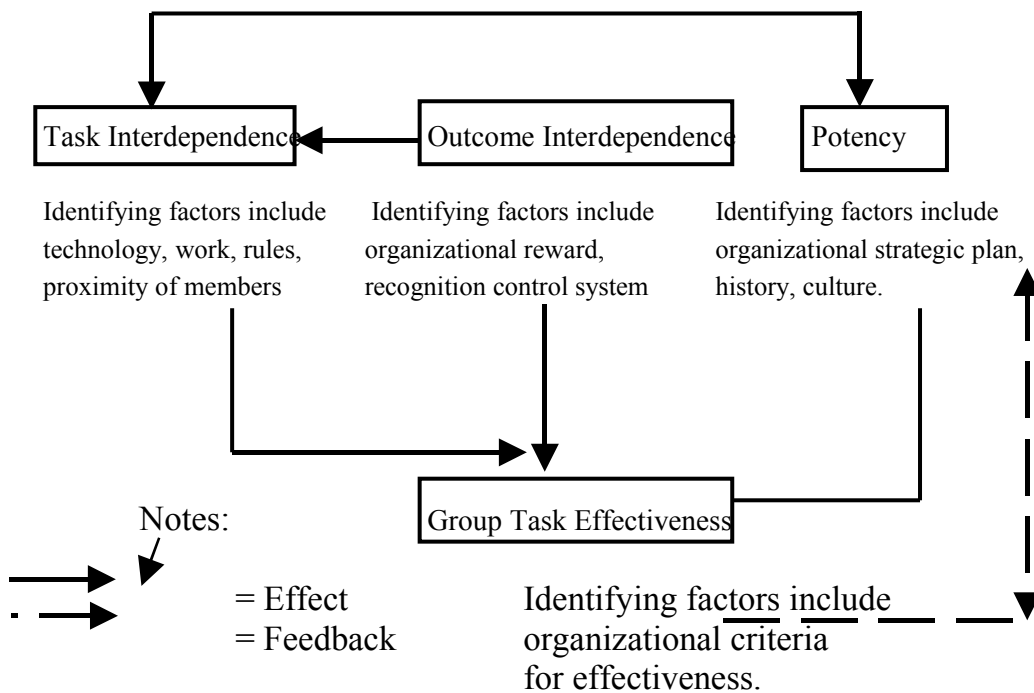 Task Interdependence
Outcome Interdependence
Potency
Identifying factors include
technology, work, rules,
proximity of members
Identifying factors include
organizational reward,
recognition control system
Identifying factors include
organizational strategic plan,
history, culture.
Group Task Effectiveness
Notes:
= Effect
= Feedback
Identifying factors include
organizational criteria
for effectiveness.